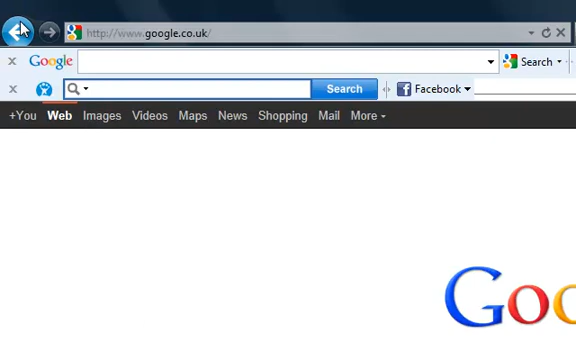 http://www.google.co.uk/
Google Search
Search Facebook
+You Web Images Videos Maps News Shopping Mail More
Goo